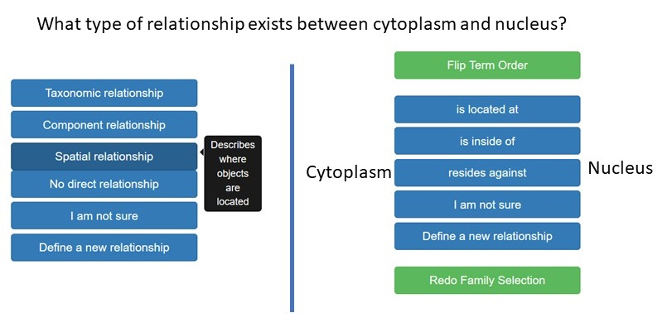 What type of relationship exists between cytoplasm and nucleus?
Taxonomic relationship
Component relationship
Spatial relationship
No direct relationship
I am not sure
Define a new relationship
Describes
where
objects
are
located
Flip Term Order
Cytoplasm
is located at
is inside of
resides against
I am not sure
Define a new relationship
Nucleus
Redo Family Selection